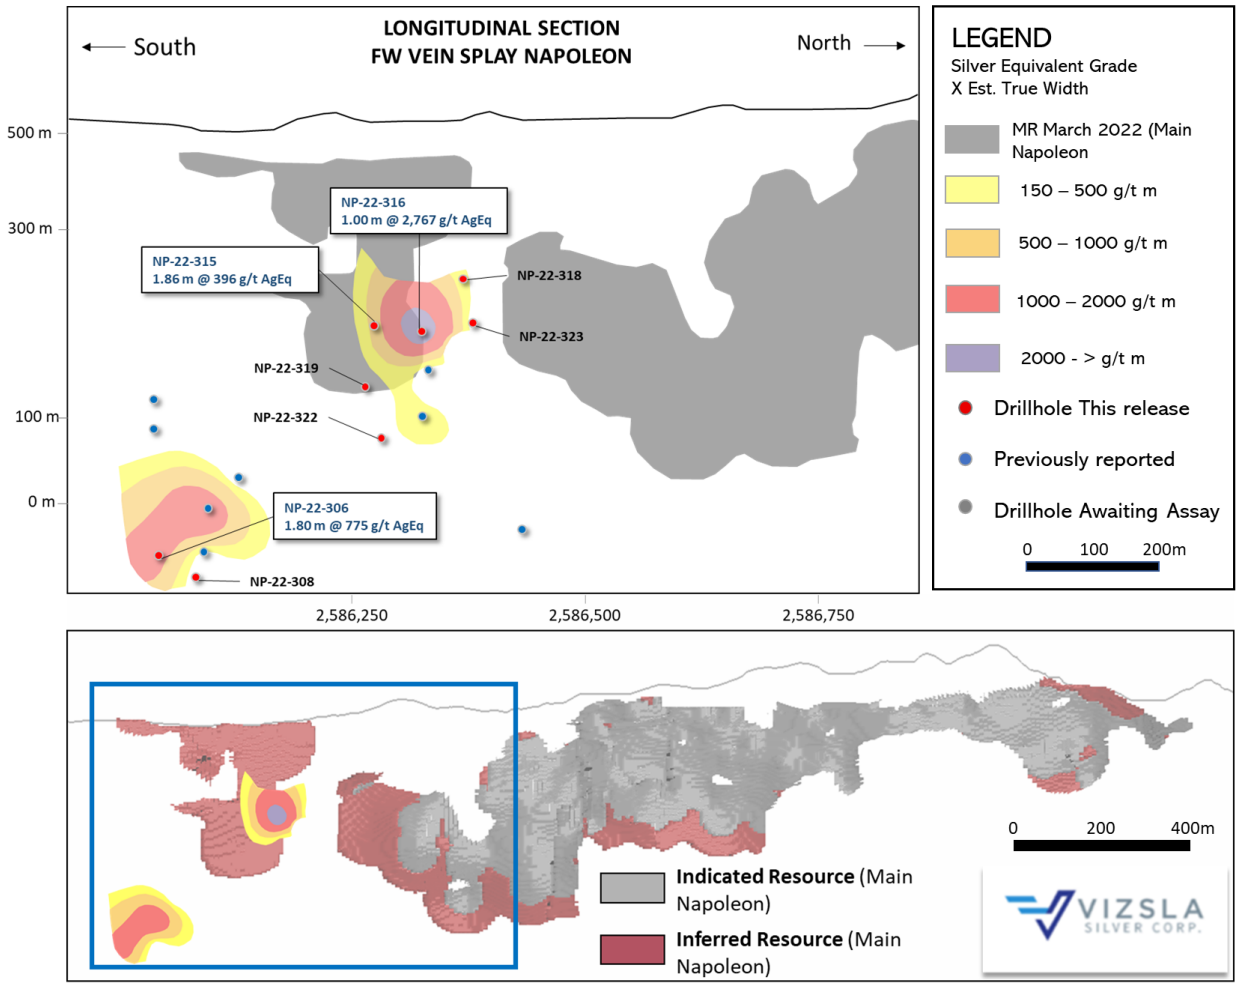 LONGITUDINAL SECTION
FW VEIN SPLAY NAPOLEON
South
North
500 m
300 m
100 m
0 m
NP-22-316
1.00 m @ 2,767 g/t AgEq
NP-22-315
1.86 m @ 396 g/t AgEq
NP-22-318
NP-22-323
NP-22-319
NP-22-322
NP-22-306
1.80 m @ 775 g/t AgEq
NP-22-308
2,586,250
2,586,500
2,586,750
LEGEND
Silver Equivalent Grade
X Est. True Width
MR March 2022 (Main
Napoleon
150 – 500 g/t m
500 – 1000 g/t m
1000 – 2000 g/t m
2000 - > g/t m
Drillhole This release
Previously reported
Drillhole Awaiting Assay
0 100 200m
0 200 400m
Indicated Resource (Main
Napoleon)
Inferred Resource (Main
Napoleon)
VIZSLA
SILVER CORP.